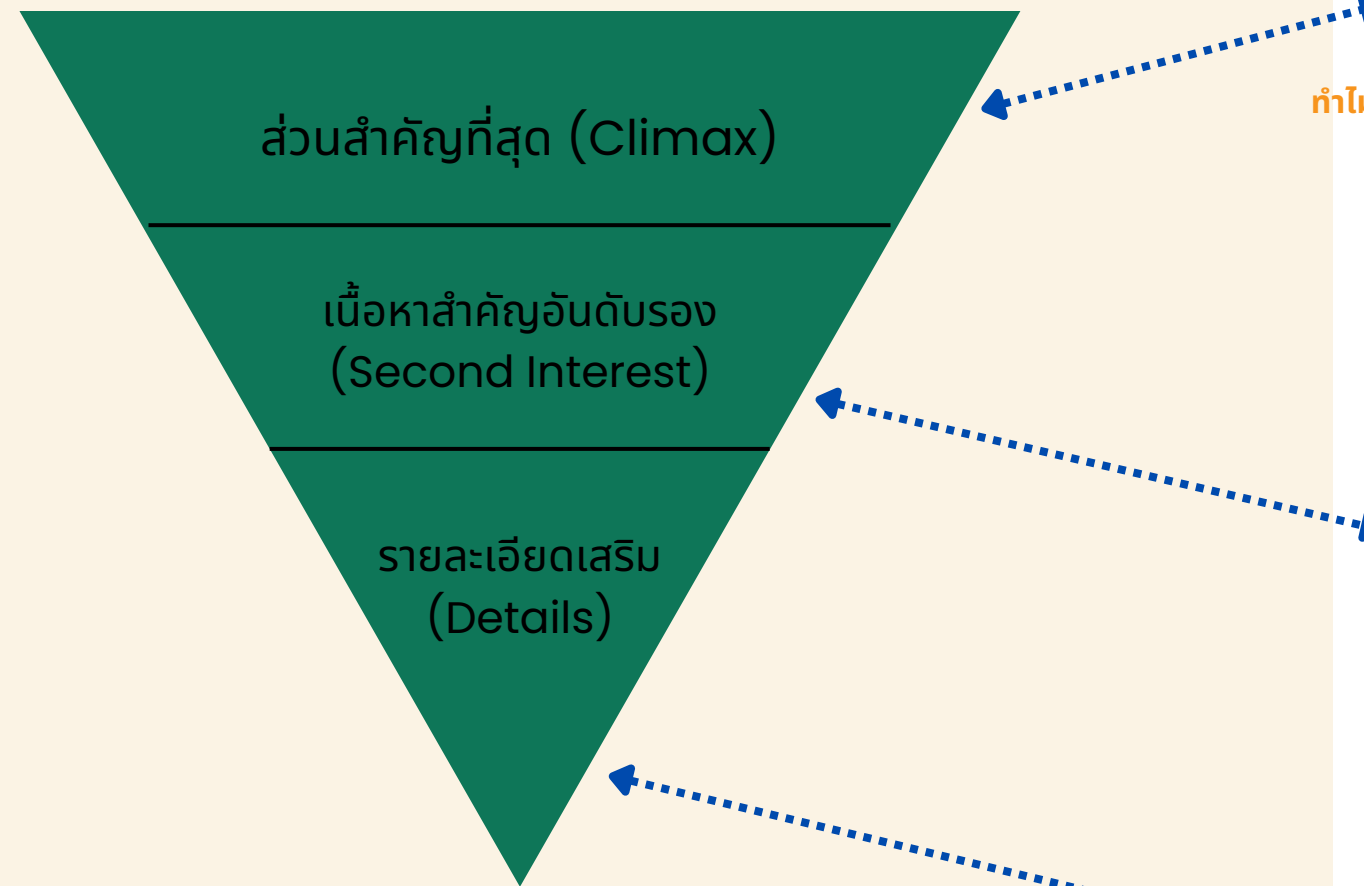 ส่วนสำคัญที่สุด (Climax)
เนื้อหาสำคัญอันดับรอง
(Second Interest)
รายละเอียดเสริม
(Details)